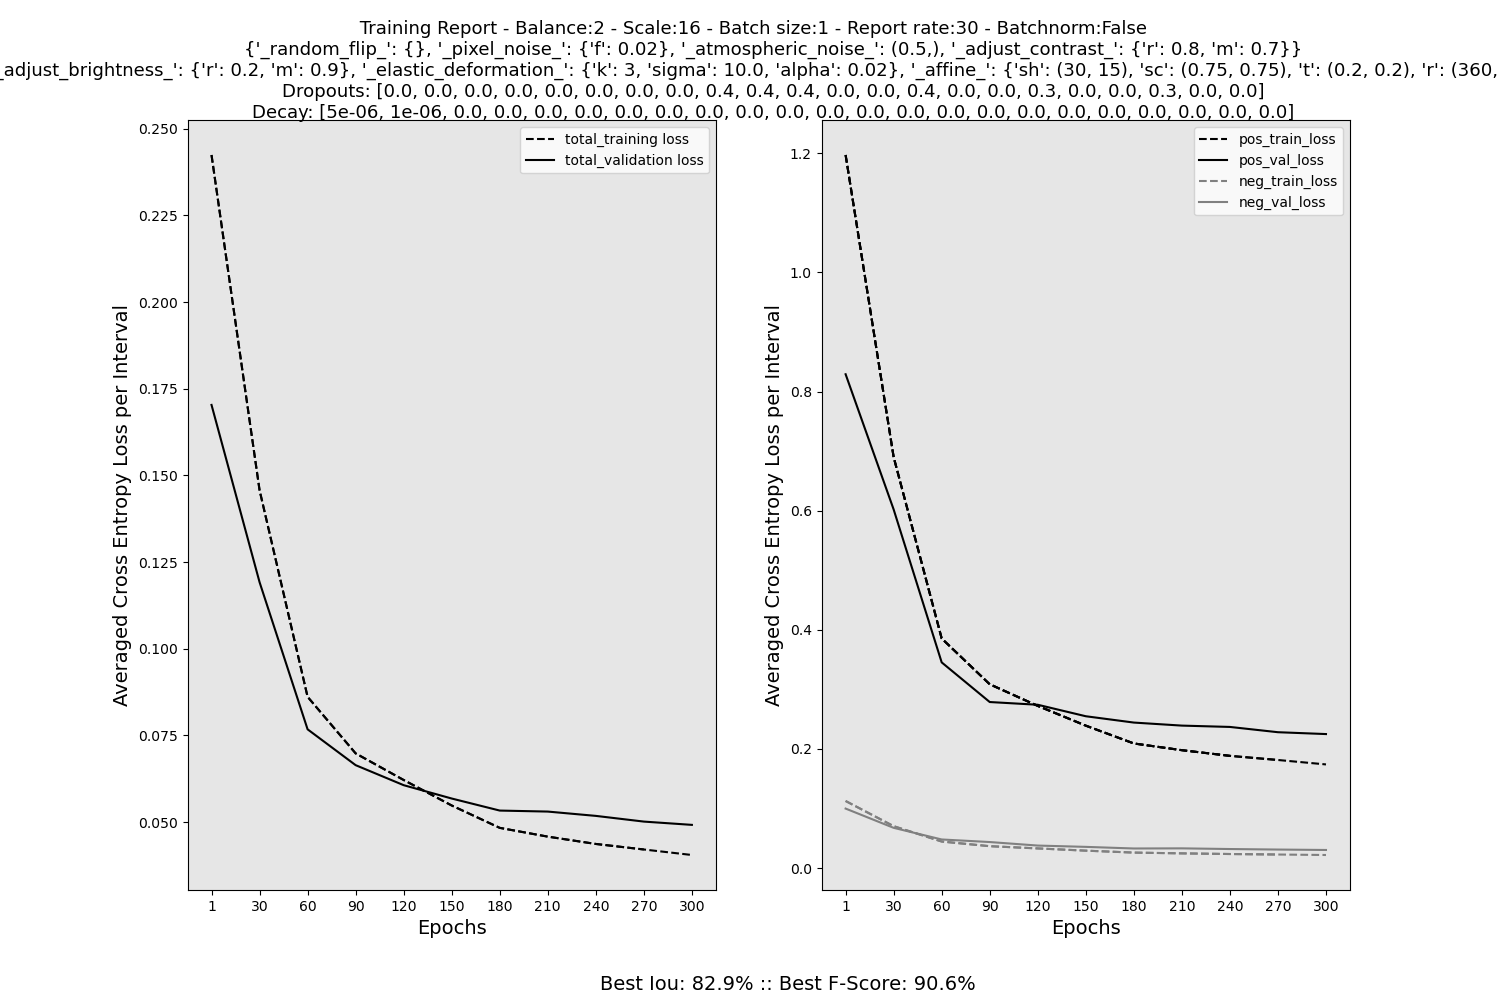 Training Report - Balance:2 - Scale:16 - Batch size:1 - Report rate:30 - Batchnorm:False
{'_random_flip_': {}, '_pixel_noise_': {'f': 0.02}, '_atmospheric_noise_': (0.5,), '_adjust_contrast_': {'r': 0.8, 'm': 0.7}}
_adjust_brightness_': {'r': 0.2, 'm': 0.9}, '_elastic_deformation_': {'k': 3, 'sigma': 10.0, 'alpha': 0.02}, '_affine_': {'sh': (30, 15), 'sc': (0.75, 0.75), 't': (0.2, 0.2), 'r': (360,
Dropouts: [0.0, 0.0, 0.0, 0.0, 0.0, 0.0, 0.0, 0.0, 0.4, 0.4, 0.4, 0.0, 0.0, 0.4, 0.0, 0.0, 0.3, 0.0, 0.0, 0.3, 0.0, 0.0]
Decay: [5e-06, 1e-06, 0.0, 0.0, 0.0, 0.0, 0.0, 0.0, 0.0, 0.0, 0.0, 0.0, 0.0, 0.0, 0.0, 0.0, 0.0, 0.0, 0.0, 0.0, 0.0, 0.0]
total_training loss
total_validation loss
Averaged Cross Entropy Loss per Interval
0.250
0.225
0.200
0.175
0.150
0.125
0.100
0.075
0.050
1 30 60 90 120 150 180 210 240 270 300
Epochs
pos_train_loss
pos_val_loss
neg_train_loss
neg_val_loss
Averaged Cross Entropy Loss per Interval
1.2
1.0
0.8
0.6
0.4
0.2
0.0
1 30 60 90 120 150 180 210 240 270 300
Epochs
Best Iou: 82.9% :: Best F-Score: 90.6%